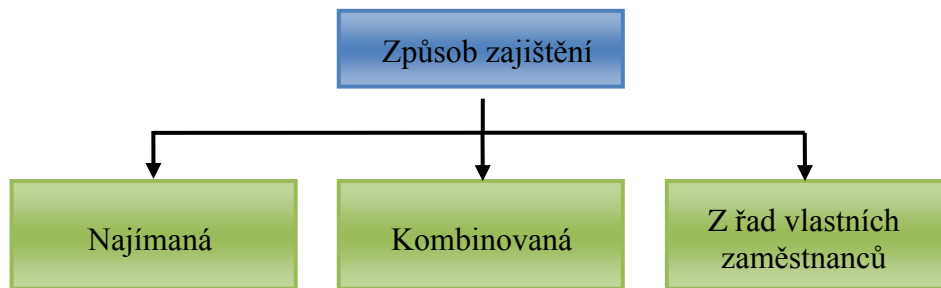 Způsob zajištění
Najímaná
Kombinovaná
Z řad vlastních
zaměstnanců